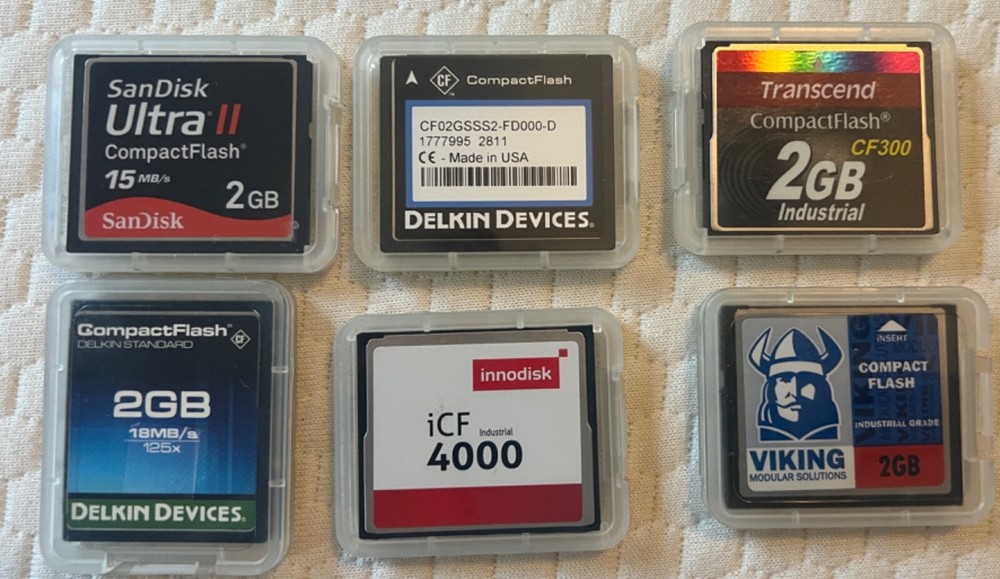 SanDisk
Ultra II
CompactFlash®
15 MB/s
2GB
SanDisk
CF™ CompactFlash
CF02GSSS2-FD000-D
1777995 2811
CE - Made in USA
DELKIN DEVICES®
Transcend
CompactFlash®
CF300
2GB
Industrial
CompactFlash® CF
DELKIN STANDARD
2GB
18MB/s
125x
DELKIN DEVICES®
innodisk
iCF Industrial
4000
INSERT
COMPACT
FLASH
INDUSTRIAL GRADE
VIKING
MODULAR SOLUTIONS
2GB